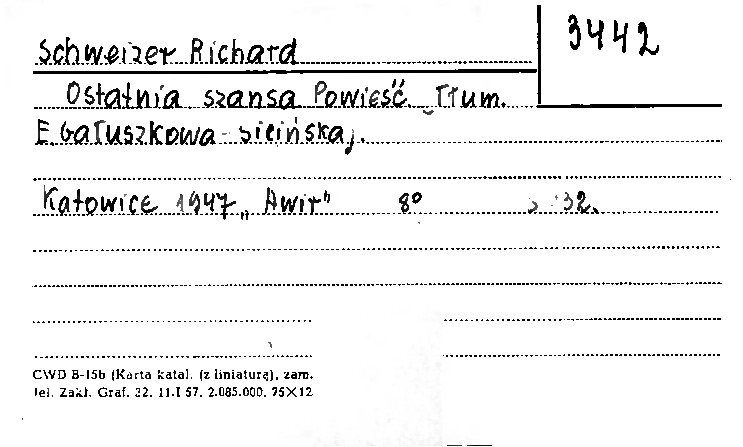 Schweizer Richard
3442
Ostatnia szansa Powieść. Tłum.
E. Gałuszkowa-Sicińska j.
Katowice 1947 „Awir" 8° 32.
CWD B-15b (Karta katal. (z liniaturą), zam.
Jel. Zakł. Graf. 32. 11.I 57. 2.085.000. 75×12